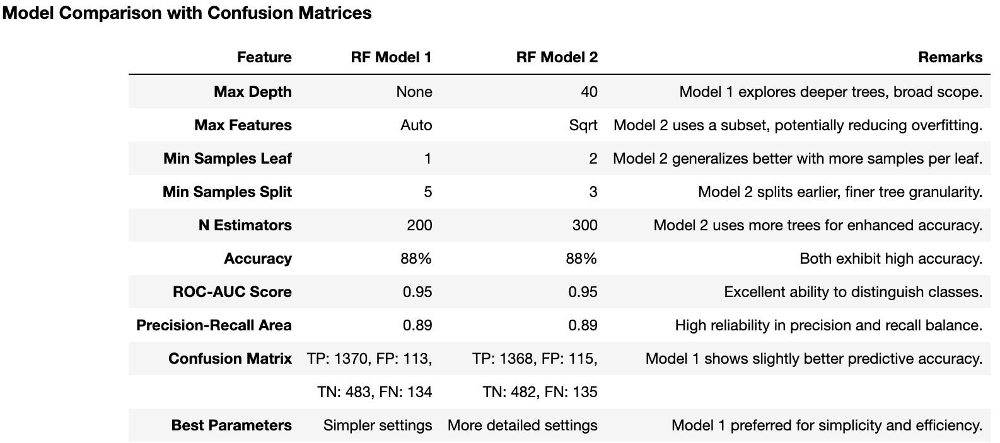 Model Comparison with Confusion Matrices
Feature RF Model 1 RF Model 2 Remarks
Max Depth None 40 Model 1 explores deeper trees, broad scope.
Max Features Auto Sqrt Model 2 uses a subset, potentially reducing overfitting.
Min Samples Leaf 1 2 Model 2 generalizes better with more samples per leaf.
Min Samples Split 5 3 Model 2 splits earlier, finer tree granularity.
N Estimators 200 300 Model 2 uses more trees for enhanced accuracy.
Accuracy 88% 88% Both exhibit high accuracy.
ROC-AUC Score 0.95 0.95 Excellent ability to distinguish classes.
Precision-Recall Area 0.89 0.89 High reliability in precision and recall balance.
Confusion Matrix TP: 1370, FP: 113, TP: 1368, FP: 115, Model 1 shows slightly better predictive accuracy.
TN: 483, FN: 134 TN: 482, FN: 135
Best Parameters Simpler settings More detailed settings Model 1 preferred for simplicity and efficiency.